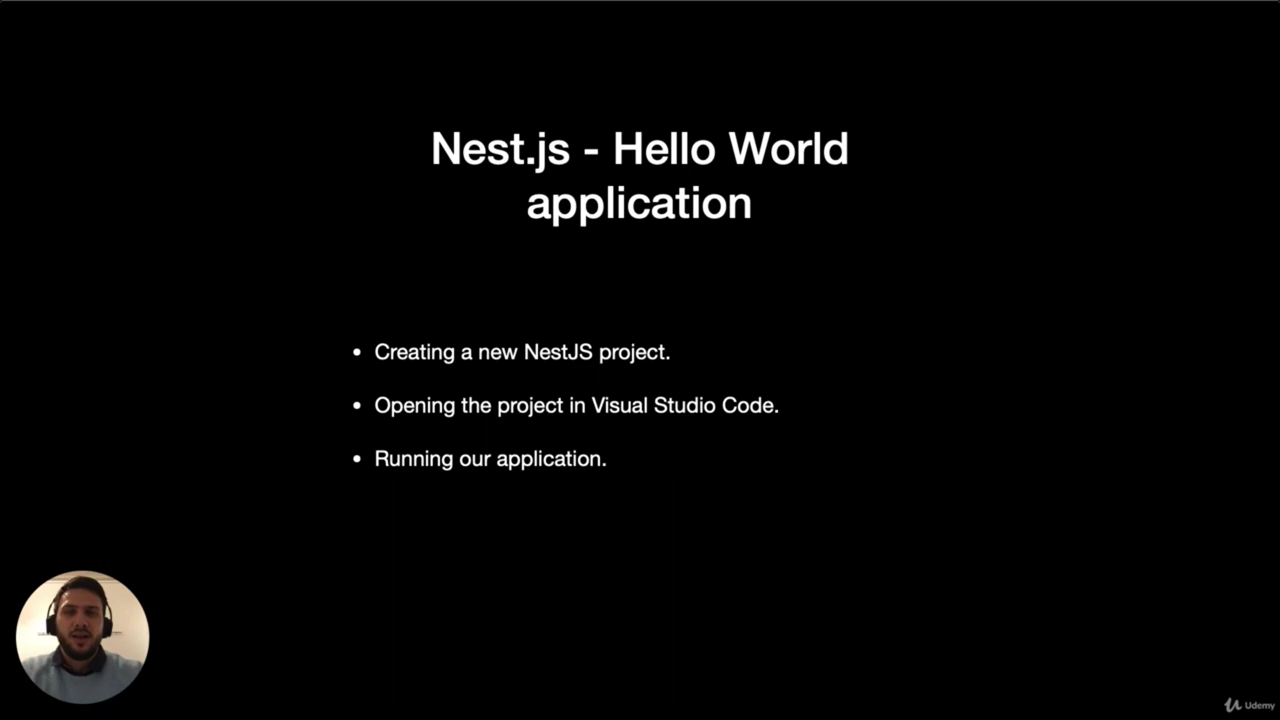 Nest.js - Hello World
application
• Creating a new NestJS project.
• Opening the project in Visual Studio Code.
• Running our application.
Udemy